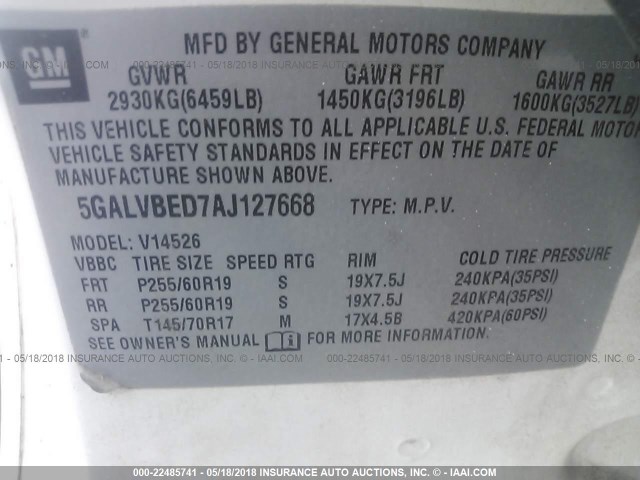 GM
MFD BY GENERAL MOTORS COMPANY
GVWR GAWR FRT GAWR RR
2930KG(6459LB) 1450KG(3196LB) 1600KG(3527LB)
THIS VEHICLE CONFORMS TO ALL APPLICABLE U.S. FEDERAL MOTOR
VEHICLE SAFETY STANDARDS IN EFFECT ON THE DATE OF
MANUFACTURE SHOWN ABOVE.
5GALVBED7AJ127668 TYPE: M.P.V.
MODEL: V14526
VBBC TIRE SIZE SPEED RTG RIM COLD TIRE PRESSURE
FRT P255/60R19 S 19X7.5J 240KPA(35PSI)
RR P255/60R19 S 19X7.5J 240KPA(35PSI)
SPA T145/70R17 M 17X4.5B 420KPA(60PSI)
SEE OWNER'S MANUAL i FOR MORE INFORMATION.
000-22485741 - 05/18/2018 INSURANCE AUTO AUCTIONS - © IAAI.COM